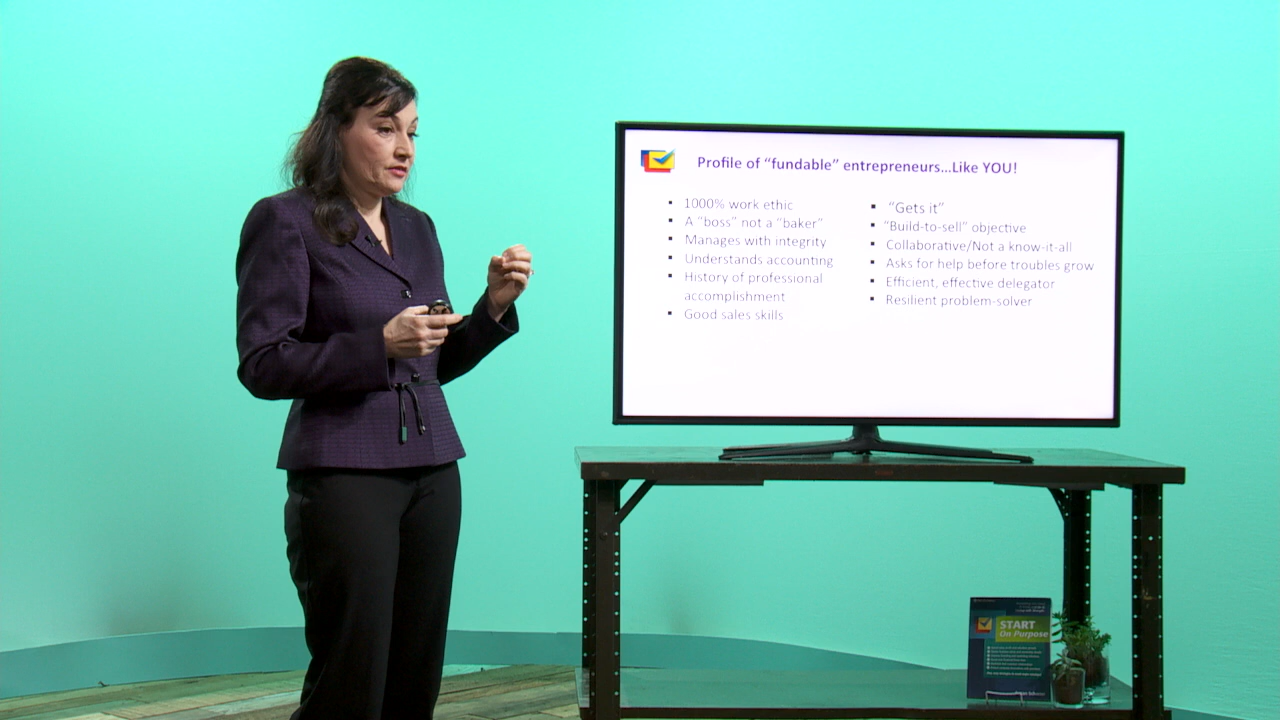 Profile of “fundable” entrepreneurs...Like YOU!
▪ 1000% work ethic
▪ A “boss” not a “baker”
▪ Manages with integrity
▪ Understands accounting
▪ History of professional
accomplishment
▪ Good sales skills
▪ “Gets it”
▪ “Build-to-sell” objective
▪ Collaborative/Not a know-it-all
▪ Asks for help before troubles grow
▪ Efficient, effective delegator
▪ Resilient problem-solver
START
On Purpose